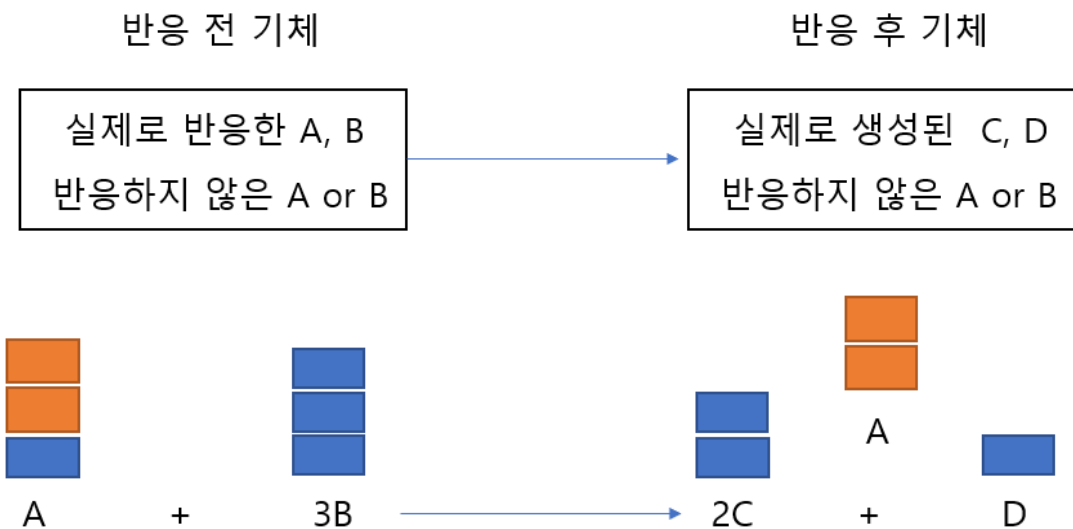 반응 전 기체
반응 후 기체
실제로 반응한 A, B
반응하지 않은 A or B
실제로 생성된 C, D
반응하지 않은 A or B
A
A + 3B 2C + D